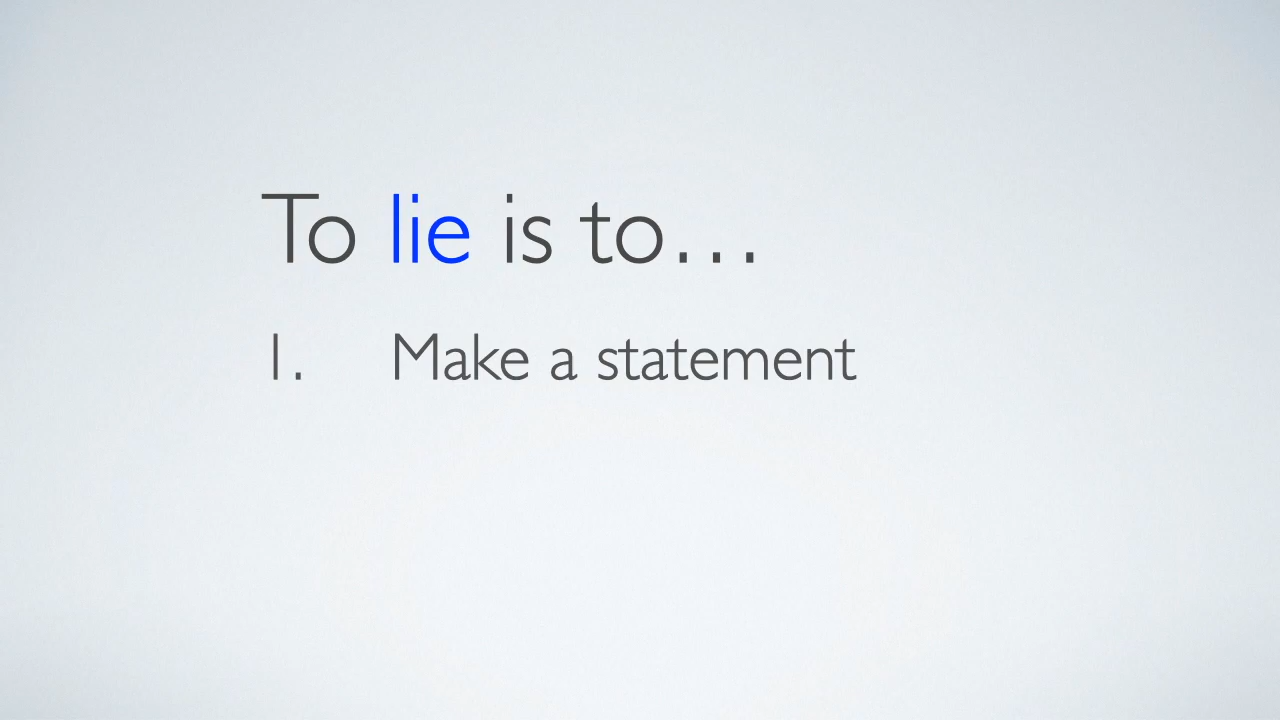 To lie is to…
1. Make a statement